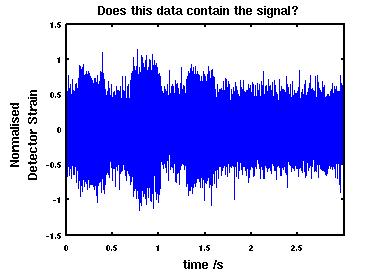 Does this data contain the signal?
1.5
1
0.5
0
-0.5
-1
-1.5
Normalised
Detector Strain
0 0.5 1 1.5 2 2.5
time /s